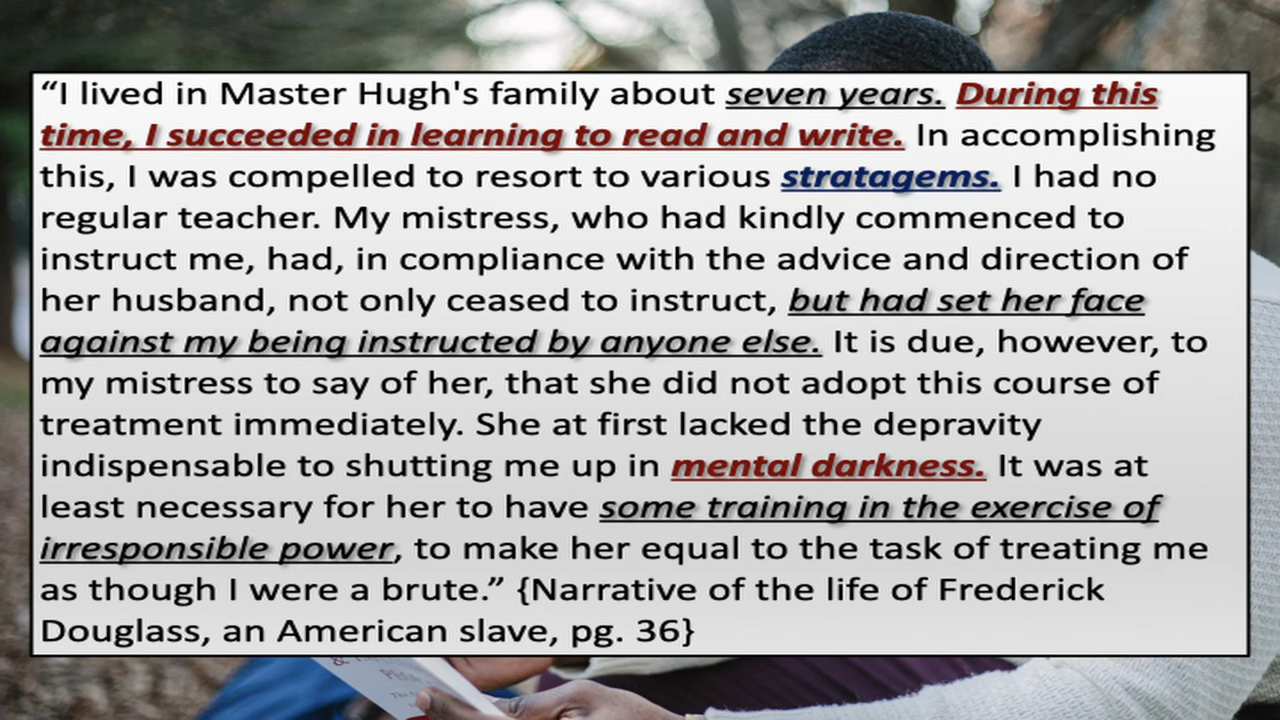 “I lived in Master Hugh's family about seven years. During this
time, I succeeded in learning to read and write. In accomplishing
this, I was compelled to resort to various stratagems. I had no
regular teacher. My mistress, who had kindly commenced to
instruct me, had, in compliance with the advice and direction of
her husband, not only ceased to instruct, but had set her face
against my being instructed by anyone else. It is due, however, to
my mistress to say of her, that she did not adopt this course of
treatment immediately. She at first lacked the depravity
indispensable to shutting me up in mental darkness. It was at
least necessary for her to have some training in the exercise of
irresponsible power, to make her equal to the task of treating me
as though I were a brute.” {Narrative of the life of Frederick
Douglass, an American slave, pg. 36}